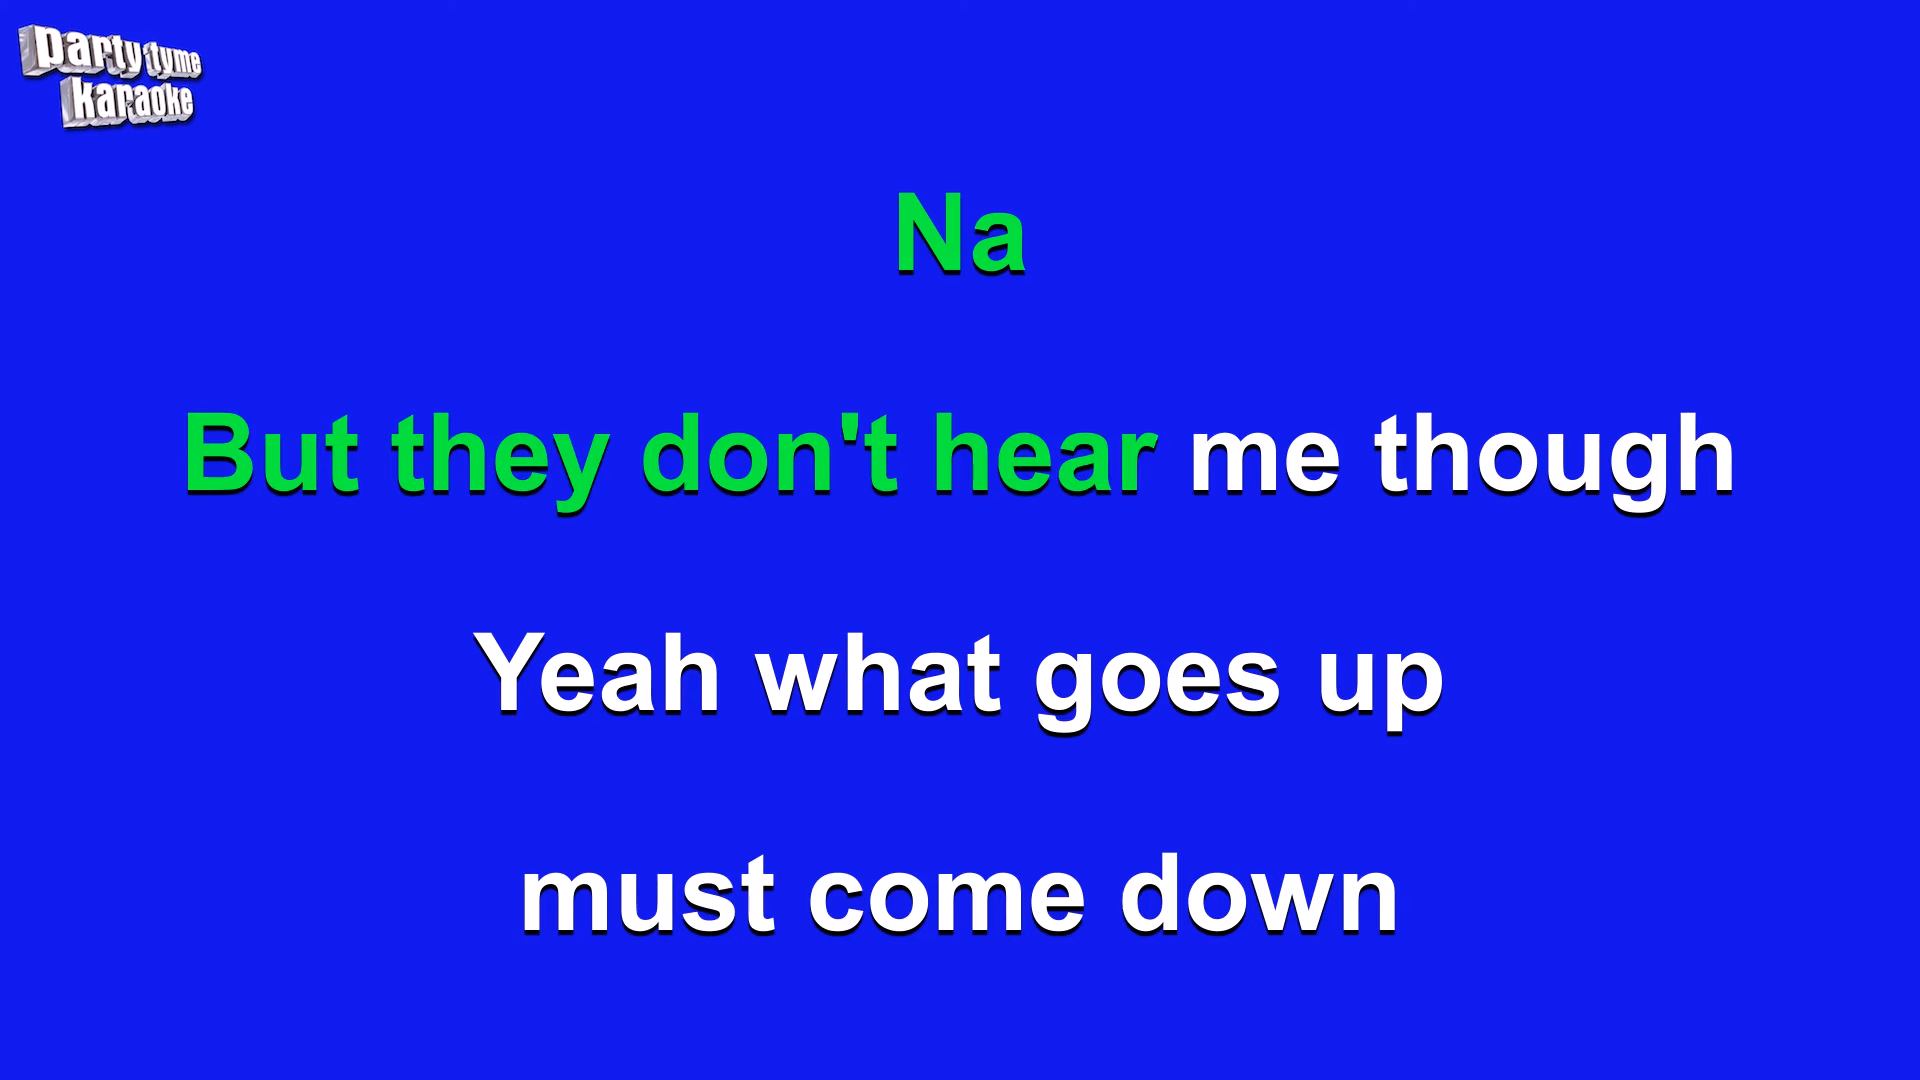 party tyme
karaoke
Na
But they don't hear me though
Yeah what goes up
must come down